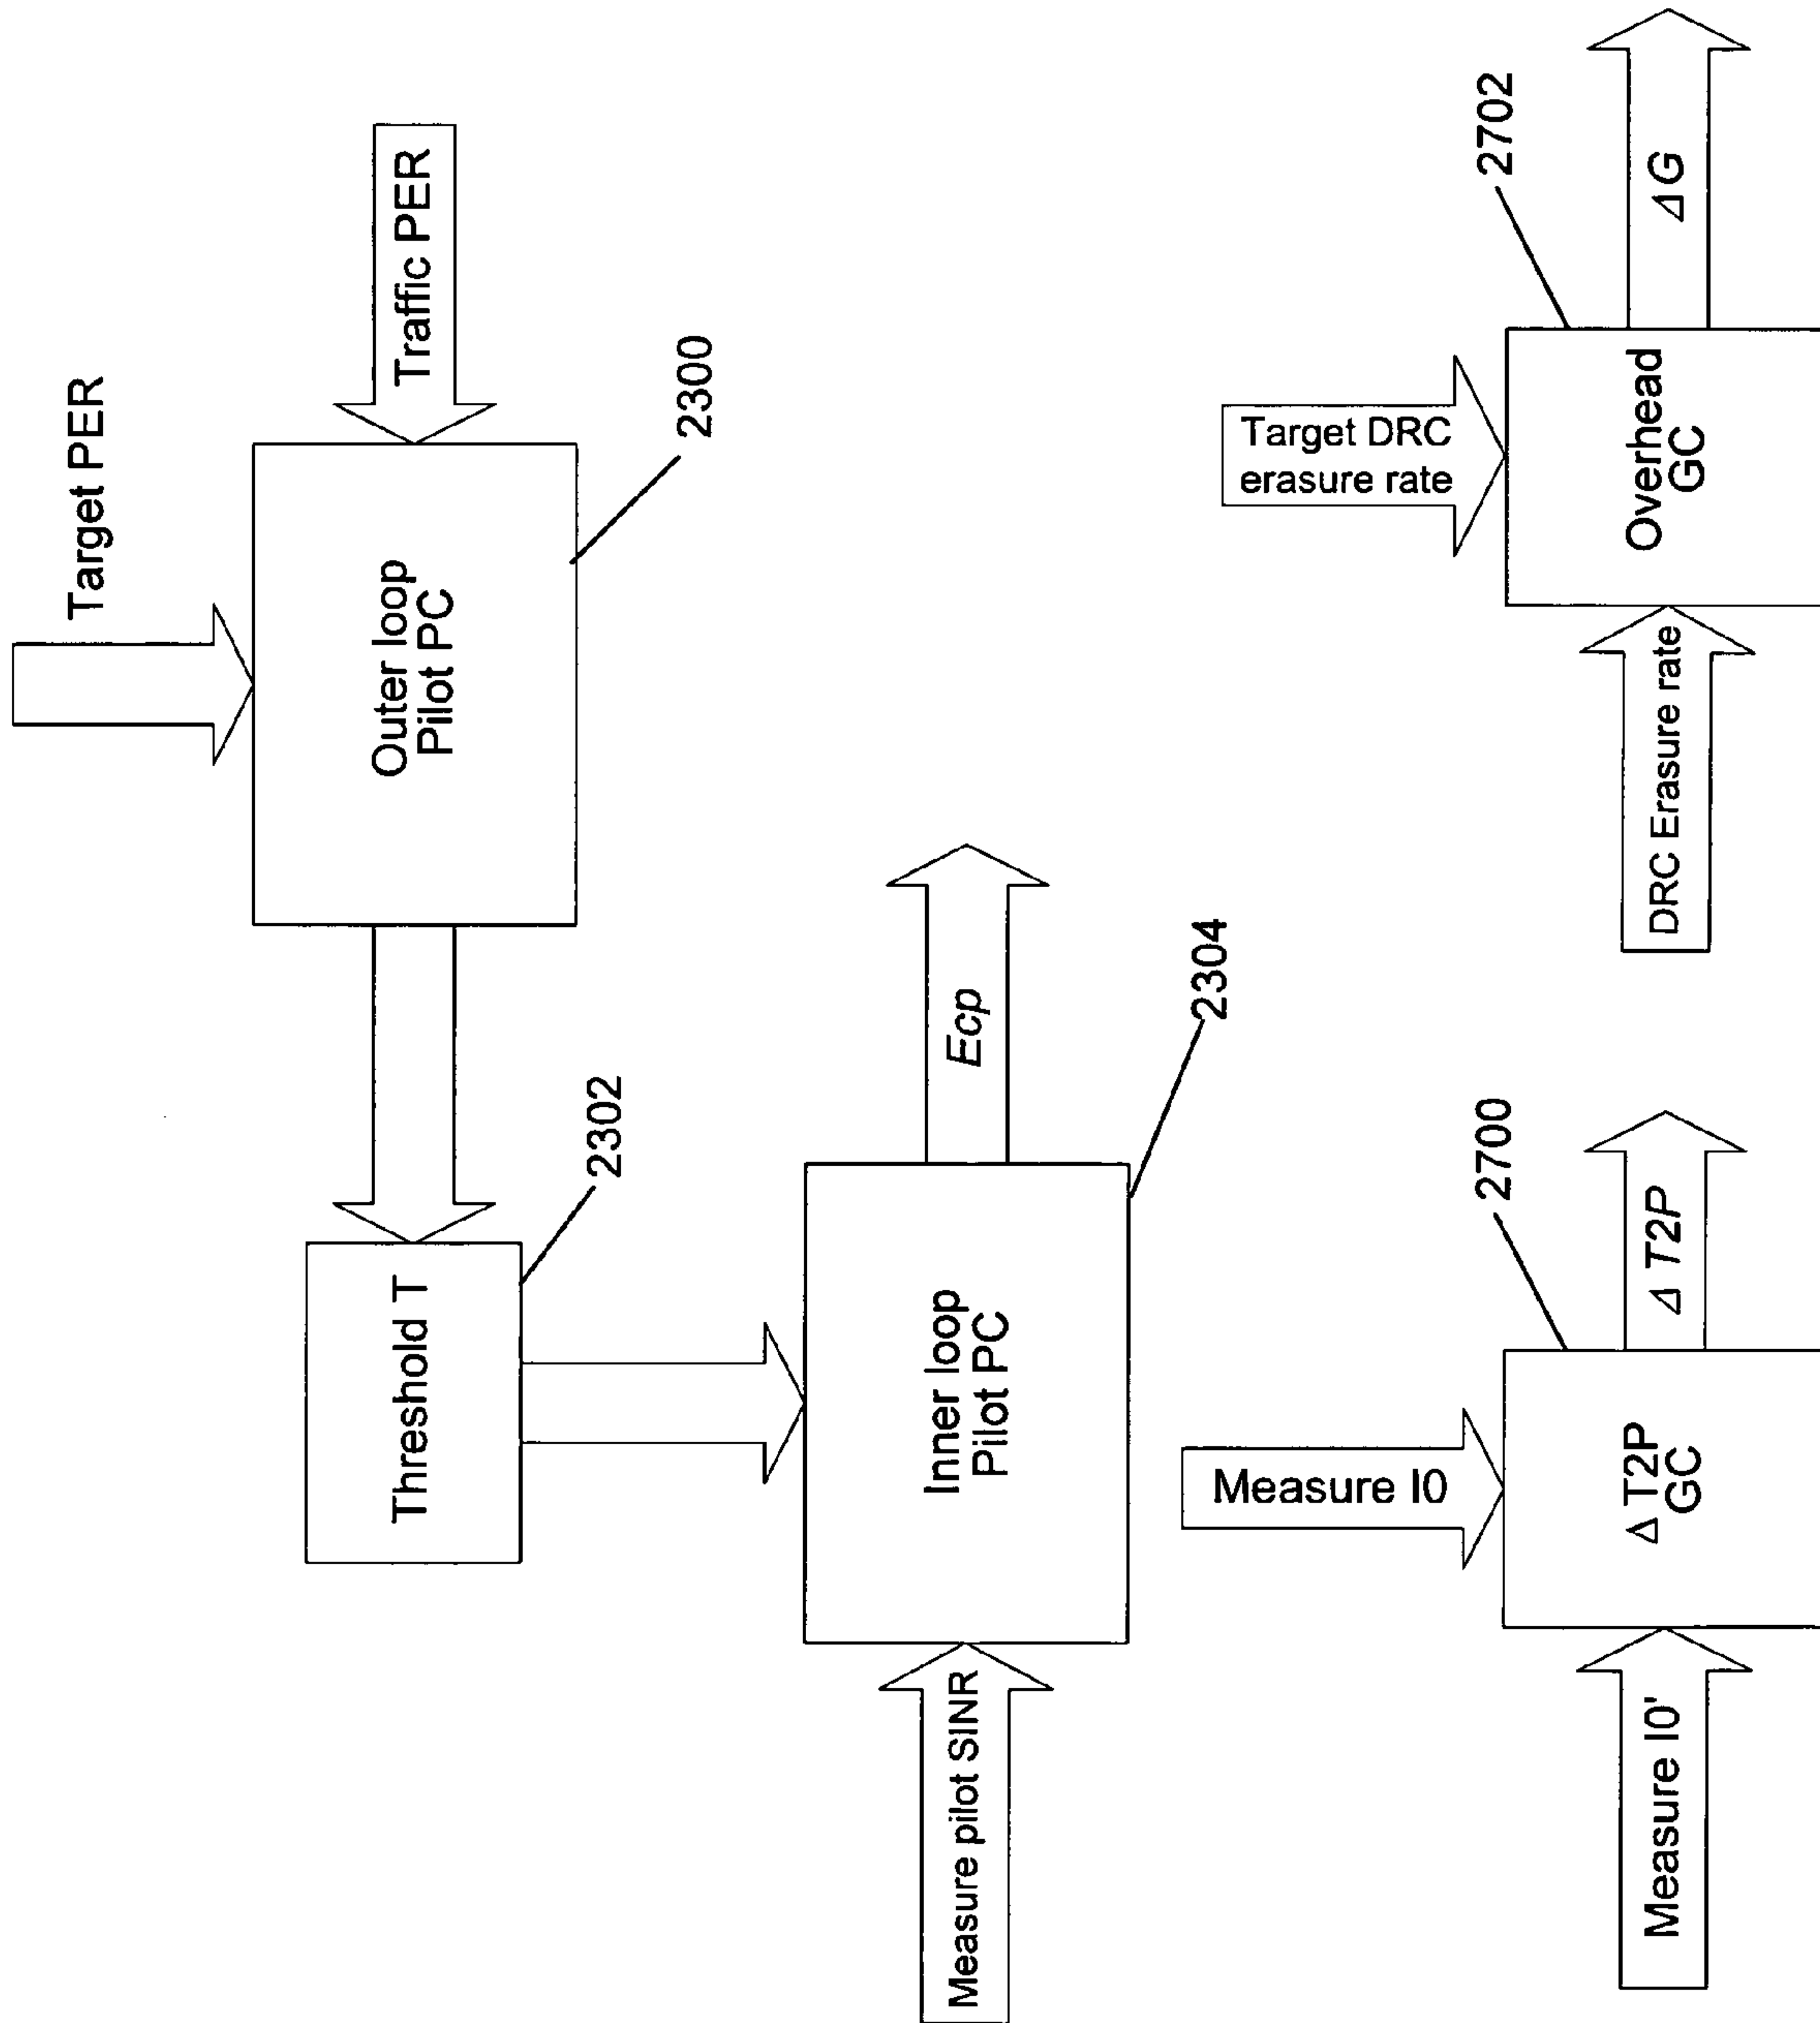 Target PER
Traffic PER
Outer loop
Pilot PC
2300
Threshold T
2302
Measure pilot SINR
Inner loop
Pilot PC
Ecp
2304
Measure I0
Measure I0'
Δ T2P
GC
Δ T2P
2700
Target DRC
erasure rate
DRC Erasure rate
Overhead
GC
Δ G
2702